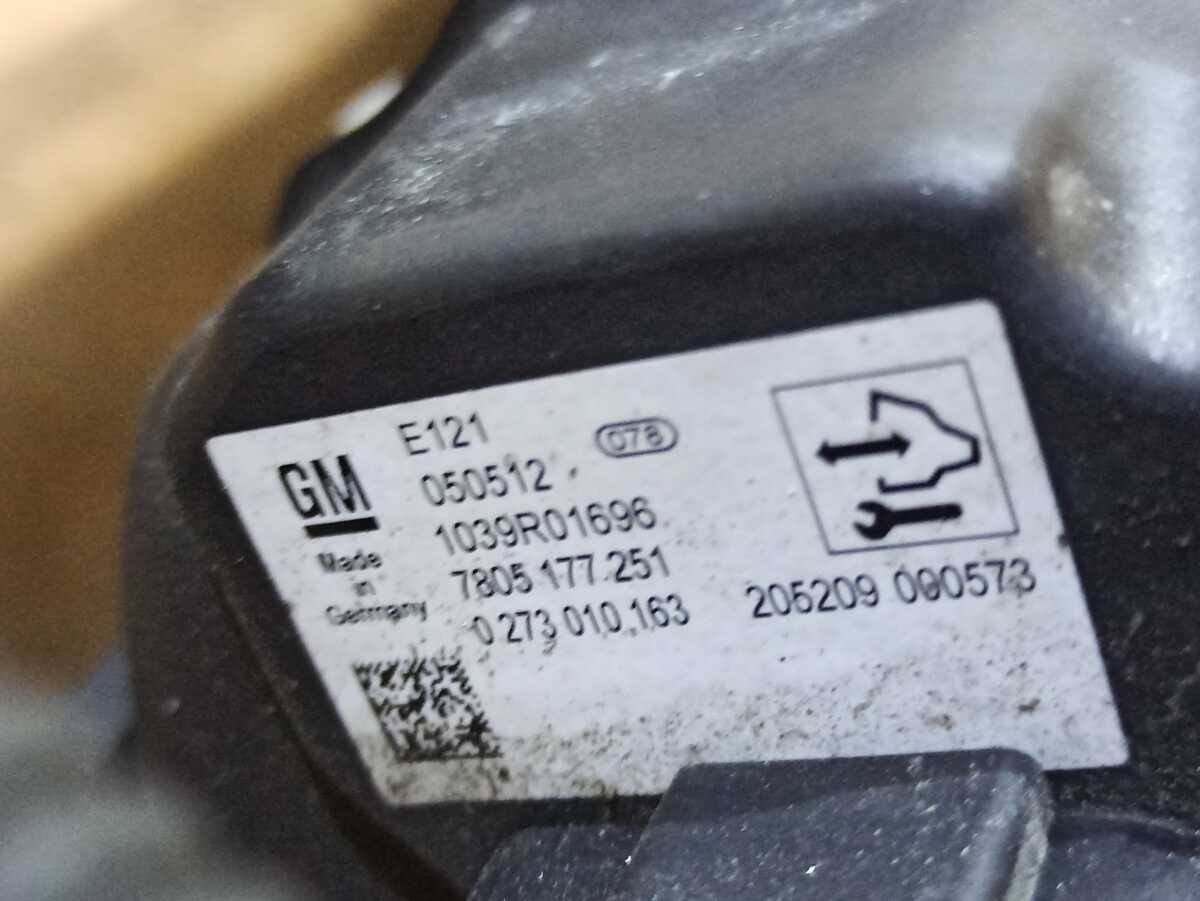 GM
Made
in
Germany
E121
078
050512
1039R01696
7805 177.251
0 273 010 163
205209 090573